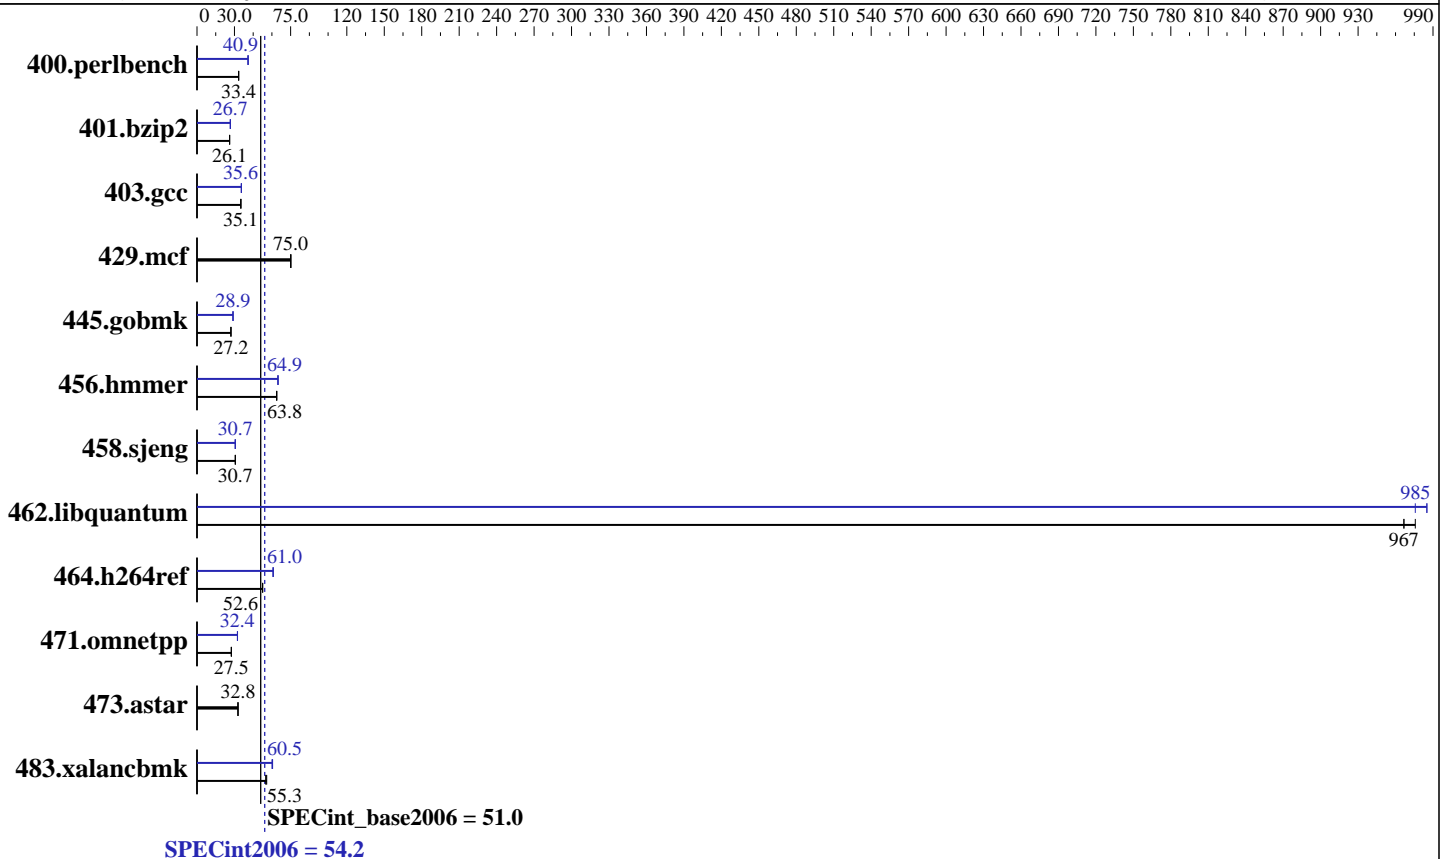 0 30.0 75.0 120 150 180 210 240 270 300 330 360 390 420 450 480 510 540 570 600 630 660 690 720 750 780 810 840 870 900 930 990
40.9
400.perlbench
33.4
26.7
401.bzip2
26.1
35.6
403.gcc
35.1
75.0
429.mcf
28.9
445.gobmk
27.2
64.9
456.hmmer
63.8
30.7
458.sjeng
30.7
985
462.libquantum
967
61.0
464.h264ref
52.6
32.4
471.omnetpp
27.5
32.8
473.astar
60.5
483.xalancbmk
55.3
SPECint_base2006 = 51.0
SPECint2006 = 54.2